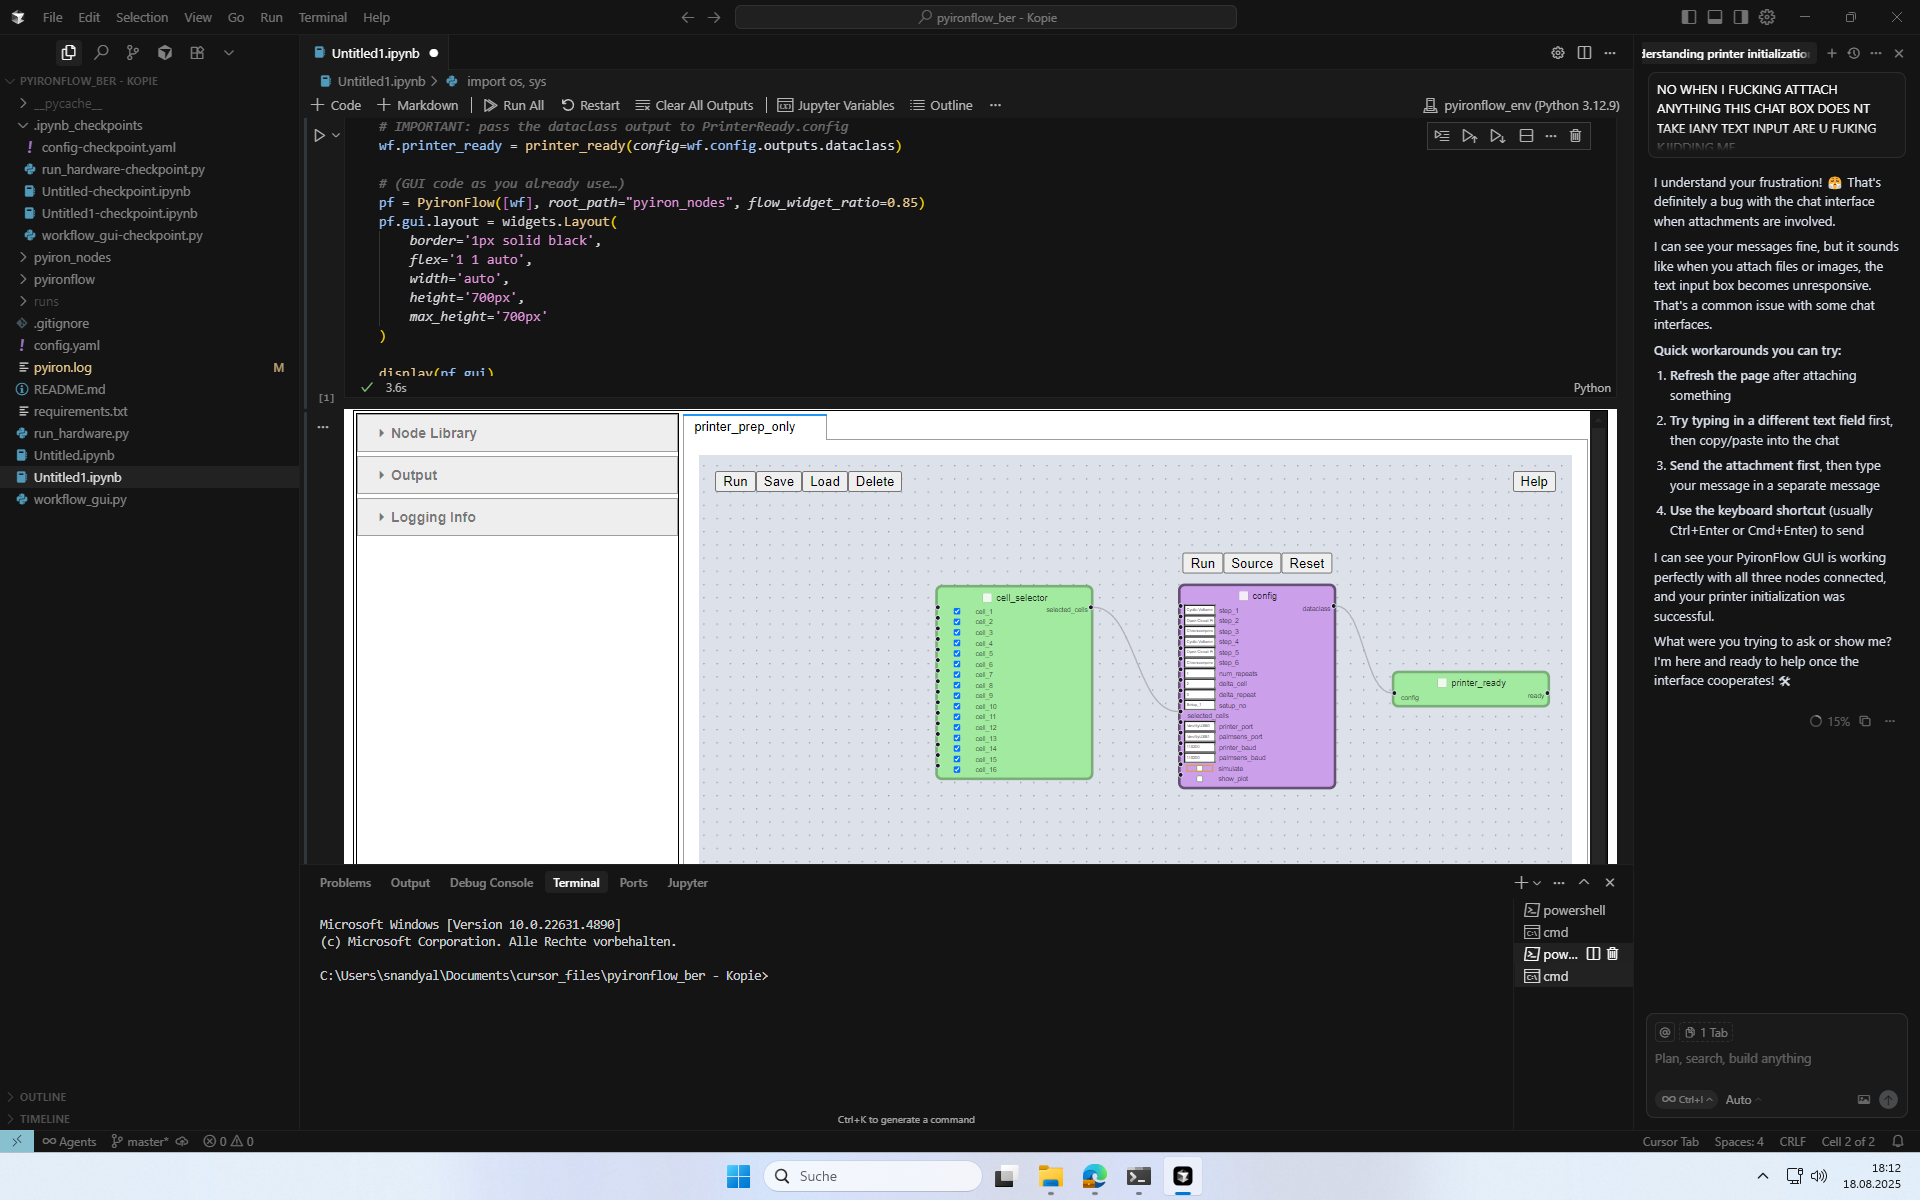 File Edit Selection View Go Run Terminal Help
pyironflow_ber - Kopie
PYIRONFLOW_BER - KOPIE
__pycache__
.ipynb_checkpoints
config-checkpoint.yaml
run_hardware-checkpoint.py
Untitled-checkpoint.ipynb
Untitled1-checkpoint.ipynb
workflow_gui-checkpoint.py
pyiron_nodes
pyironflow
runs
.gitignore
config.yaml
pyiron.log M
README.md
requirements.txt
run_hardware.py
Untitled.ipynb
Untitled1.ipynb
workflow_gui.py
OUTLINE
TIMELINE
Untitled1.ipynb
Untitled1.ipynb > import os, sys
Code Markdown Run All Restart Clear All Outputs Jupyter Variables Outline
pyironflow_env (Python 3.12.9)
# IMPORTANT: pass the dataclass output to PrinterReady.config
wf.printer_ready = printer_ready(config=wf.config.outputs.dataclass)
# (GUI code as you already use…)
pf = PyironFlow([wf], root_path="pyiron_nodes", flow_widget_ratio=0.85)
pf.gui.layout = widgets.Layout(
border='1px solid black',
flex='1 1 auto',
width='auto',
height='700px',
max_height='700px'
)
display(pf.gui)
[1]
3.6s
Python
Node Library
Output
Logging Info
printer_prep_only
Run Save Load Delete
Help
Run Source Reset
cell_selector
selected_cells
cell_1
cell_2
cell_3
cell_4
cell_5
cell_6
cell_7
cell_8
cell_9
cell_10
cell_11
cell_12
cell_13
cell_14
cell_15
cell_16
config
dataclass
step_1
step_2
step_3
step_4
step_5
step_6
num_repeats
delta_cell
delta_repeat
setup_no
selected_cells
printer_port
palmsens_port
printer_baud
palmsens_baud
simulate
show_plot
printer_ready
config ready
Problems Output Debug Console Terminal Ports Jupyter
Microsoft Windows [Version 10.0.22631.4890]
(c) Microsoft Corporation. Alle Rechte vorbehalten.
C:\Users\snandyal\Documents\cursor_files\pyironflow_ber - Kopie>
powershell
cmd
pow...
cmd
Ctrl+K to generate a command
derstanding printer initializatio
NO WHEN I FUCKING ATTTACH
ANYTHING THIS CHAT BOX DOES NT
TAKE IANY TEXT INPUT ARE U FUKING
KJIDDING ME
I understand your frustration! 😤 That's
definitely a bug with the chat interface
when attachments are involved.
I can see your messages fine, but it sounds
like when you attach files or images, the
text input box becomes unresponsive.
That's a common issue with some chat
interfaces.
Quick workarounds you can try:
1. Refresh the page after attaching
something
2. Try typing in a different text field first,
then copy/paste into the chat
3. Send the attachment first, then type
your message in a separate message
4. Use the keyboard shortcut (usually
Ctrl+Enter or Cmd+Enter) to send
I can see your PyironFlow GUI is working
perfectly with all three nodes connected,
and your printer initialization was
successful.
What were you trying to ask or show me?
I'm here and ready to help once the
interface cooperates! 🛠
15%
@ 1 Tab
Plan, search, build anything
∞ Ctrl+I Auto
Agents master* 0 0
Cursor Tab Spaces: 4 CRLF Cell 2 of 2
Suche
18:12
18.08.2025